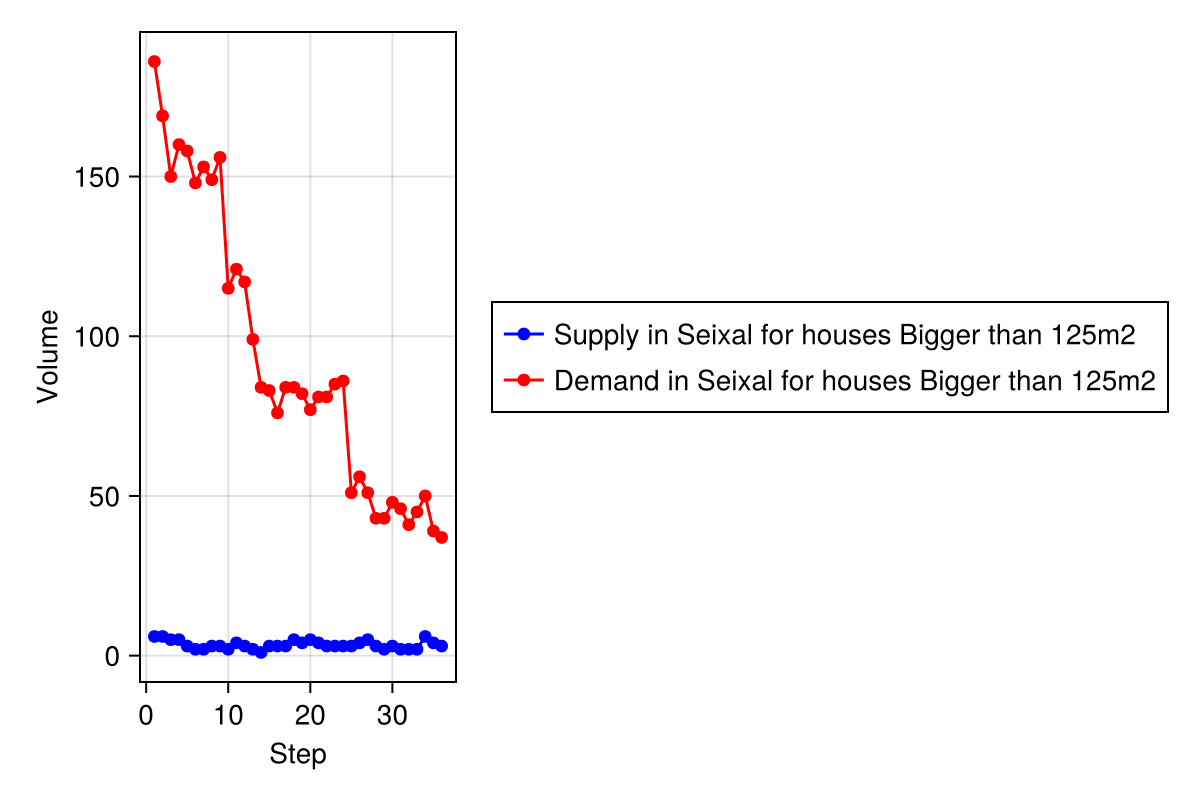 150
100
50
0
Volume
0 10 20 30
Step
Supply in Seixal for houses Bigger than 125m2
Demand in Seixal for houses Bigger than 125m2